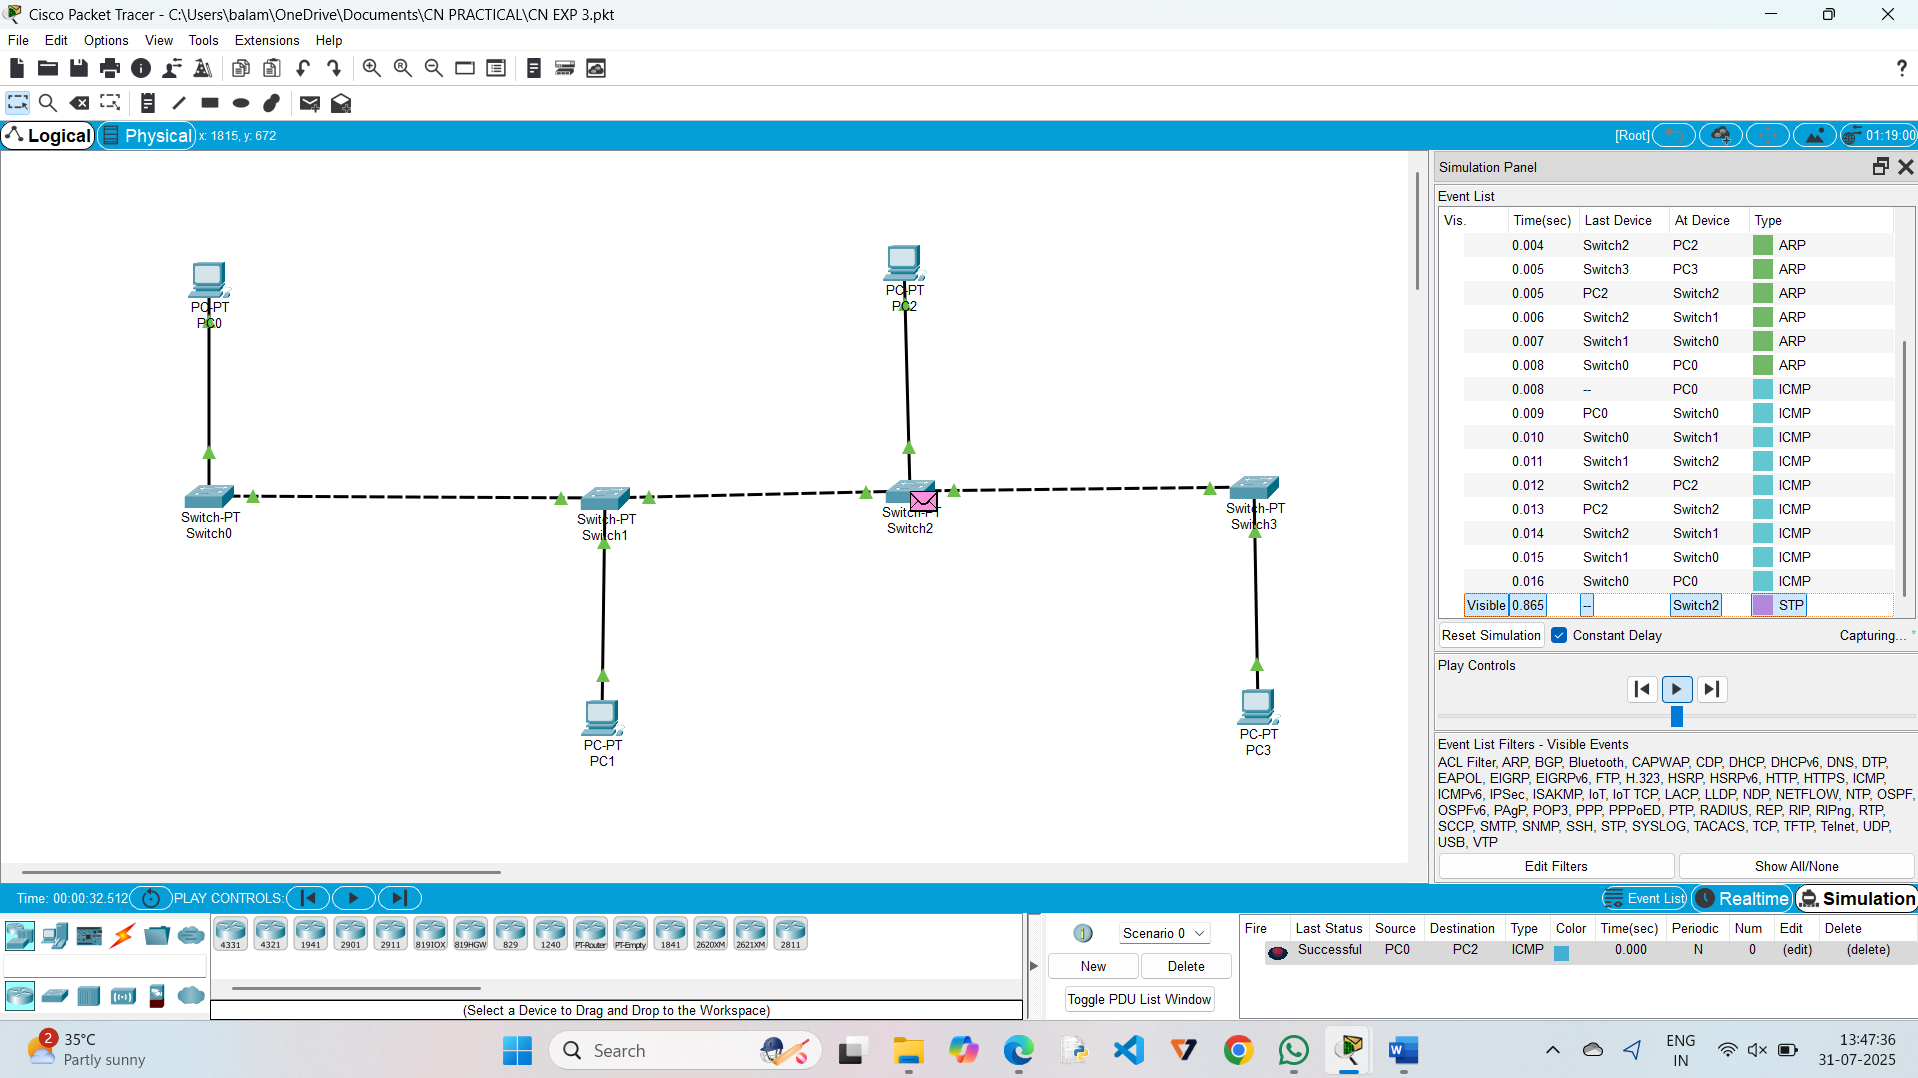 Cisco Packet Tracer - C:\Users\balam\OneDrive\Documents\CN PRACTICAL\CN EXP 3.pkt
File Edit Options View Tools Extensions Help
Logical Physical x: 1815, y: 672 [Root] 01:19:00
Simulation Panel
Event List
Vis. Time(sec) Last Device At Device Type
0.004 Switch2 PC2 ARP
0.005 Switch3 PC3 ARP
0.005 PC2 Switch2 ARP
0.006 Switch2 Switch1 ARP
0.007 Switch1 Switch0 ARP
0.008 Switch0 PC0 ARP
0.008 -- PC0 ICMP
0.009 PC0 Switch0 ICMP
0.010 Switch0 Switch1 ICMP
0.011 Switch1 Switch2 ICMP
0.012 Switch2 PC2 ICMP
0.013 PC2 Switch2 ICMP
0.014 Switch2 Switch1 ICMP
0.015 Switch1 Switch0 ICMP
0.016 Switch0 PC0 ICMP
Visible 0.865 -- Switch2 STP
Reset Simulation Constant Delay Capturing... *
Play Controls
Event List Filters - Visible Events
ACL Filter, ARP, BGP, Bluetooth, CAPWAP, CDP, DHCP, DHCPv6, DNS, DTP,
EAPOL, EIGRP, EIGRPv6, FTP, H.323, HSRP, HSRPv6, HTTP, HTTPS, ICMP,
ICMPv6, IPSec, ISAKMP, IoT, IoT TCP, LACP, LLDP, NDP, NETFLOW, NTP, OSPF,
OSPFv6, PAgP, POP3, PPP, PPPoED, PTP, RADIUS, REP, RIP, RIPng, RTP,
SCCP, SMTP, SNMP, SSH, STP, SYSLOG, TACACS, TCP, TFTP, Telnet, UDP,
USB, VTP
Edit Filters Show All/None
PC-PT
PC0
PC-PT
PC2
Switch-PT
Switch0
Switch-PT
Switch1
Switch-PT
Switch2
Switch-PT
Switch3
PC-PT
PC1
PC-PT
PC3
Time: 00:00:32.512 PLAY CONTROLS: Event List Realtime Simulation
4331 4321 1941 2901 2911 819IOX 819HGW 829 1240 PT-Router PT-Empty 1841 2620XM 2621XM 2811
(Select a Device to Drag and Drop to the Workspace)
1 Scenario 0
New Delete
Toggle PDU List Window
Fire Last Status Source Destination Type Color Time(sec) Periodic Num Edit Delete
Successful PC0 PC2 ICMP 0.000 N 0 (edit) (delete)
2 35°C
Partly sunny
Search
ENG
IN
13:47:36
31-07-2025